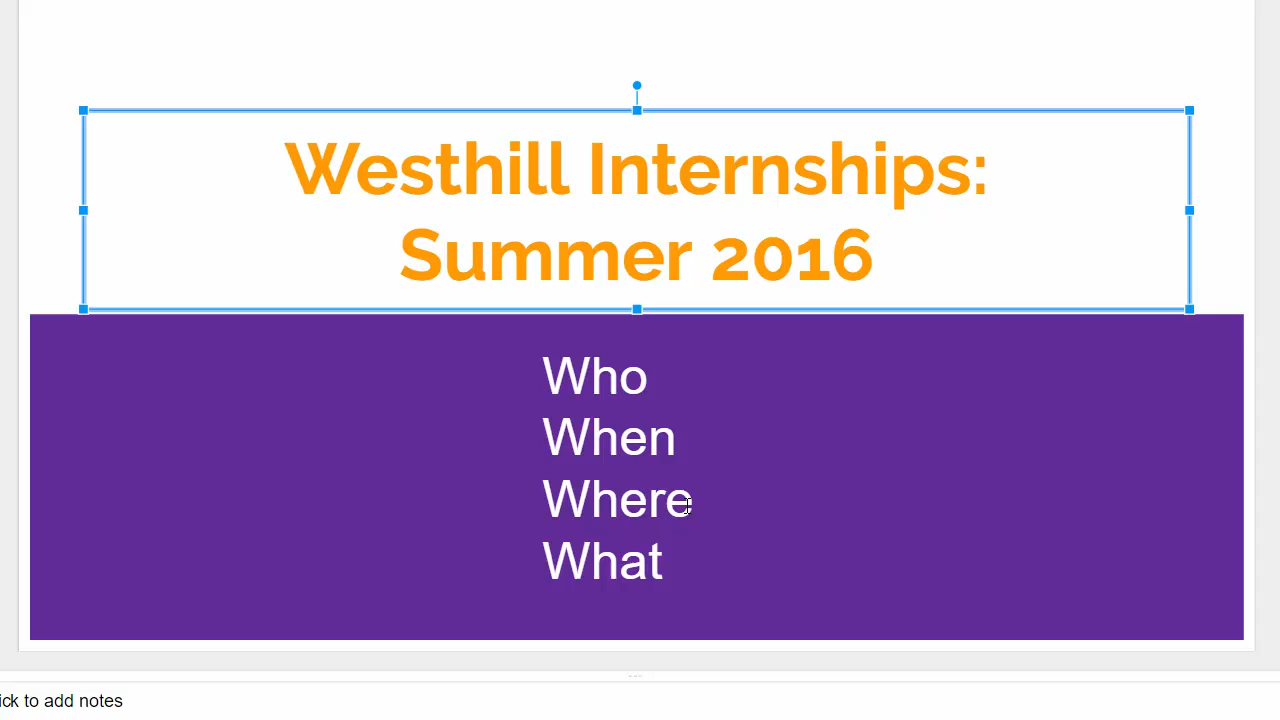 Westhill Internships:
Summer 2016
Who
When
Where
What
ick to add notes